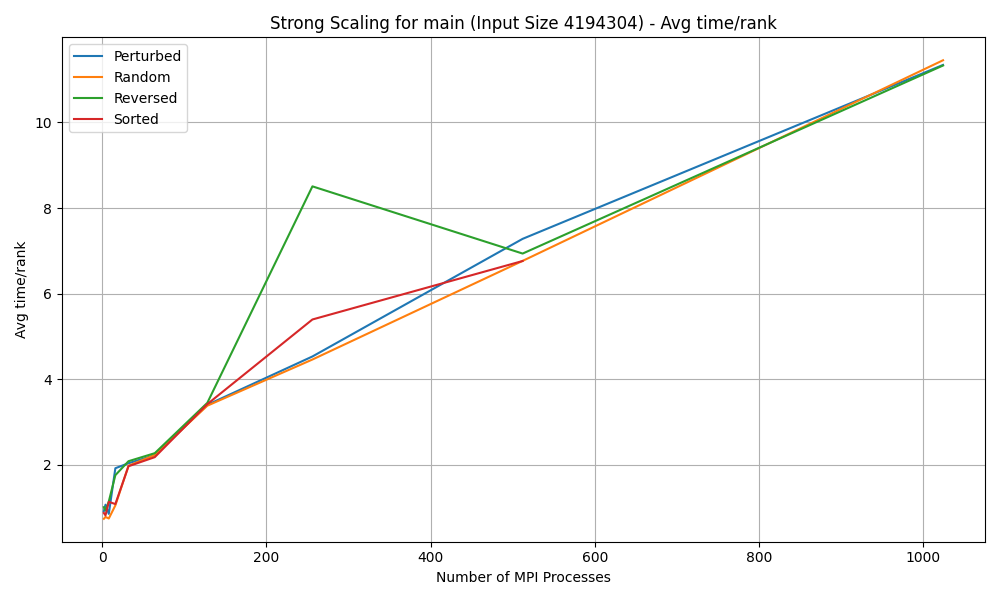 Strong Scaling for main (Input Size 4194304) - Avg time/rank
Perturbed
Random
Reversed
Sorted
Avg time/rank
10
8
6
4
2
0 200 400 600 800 1000
Number of MPI Processes